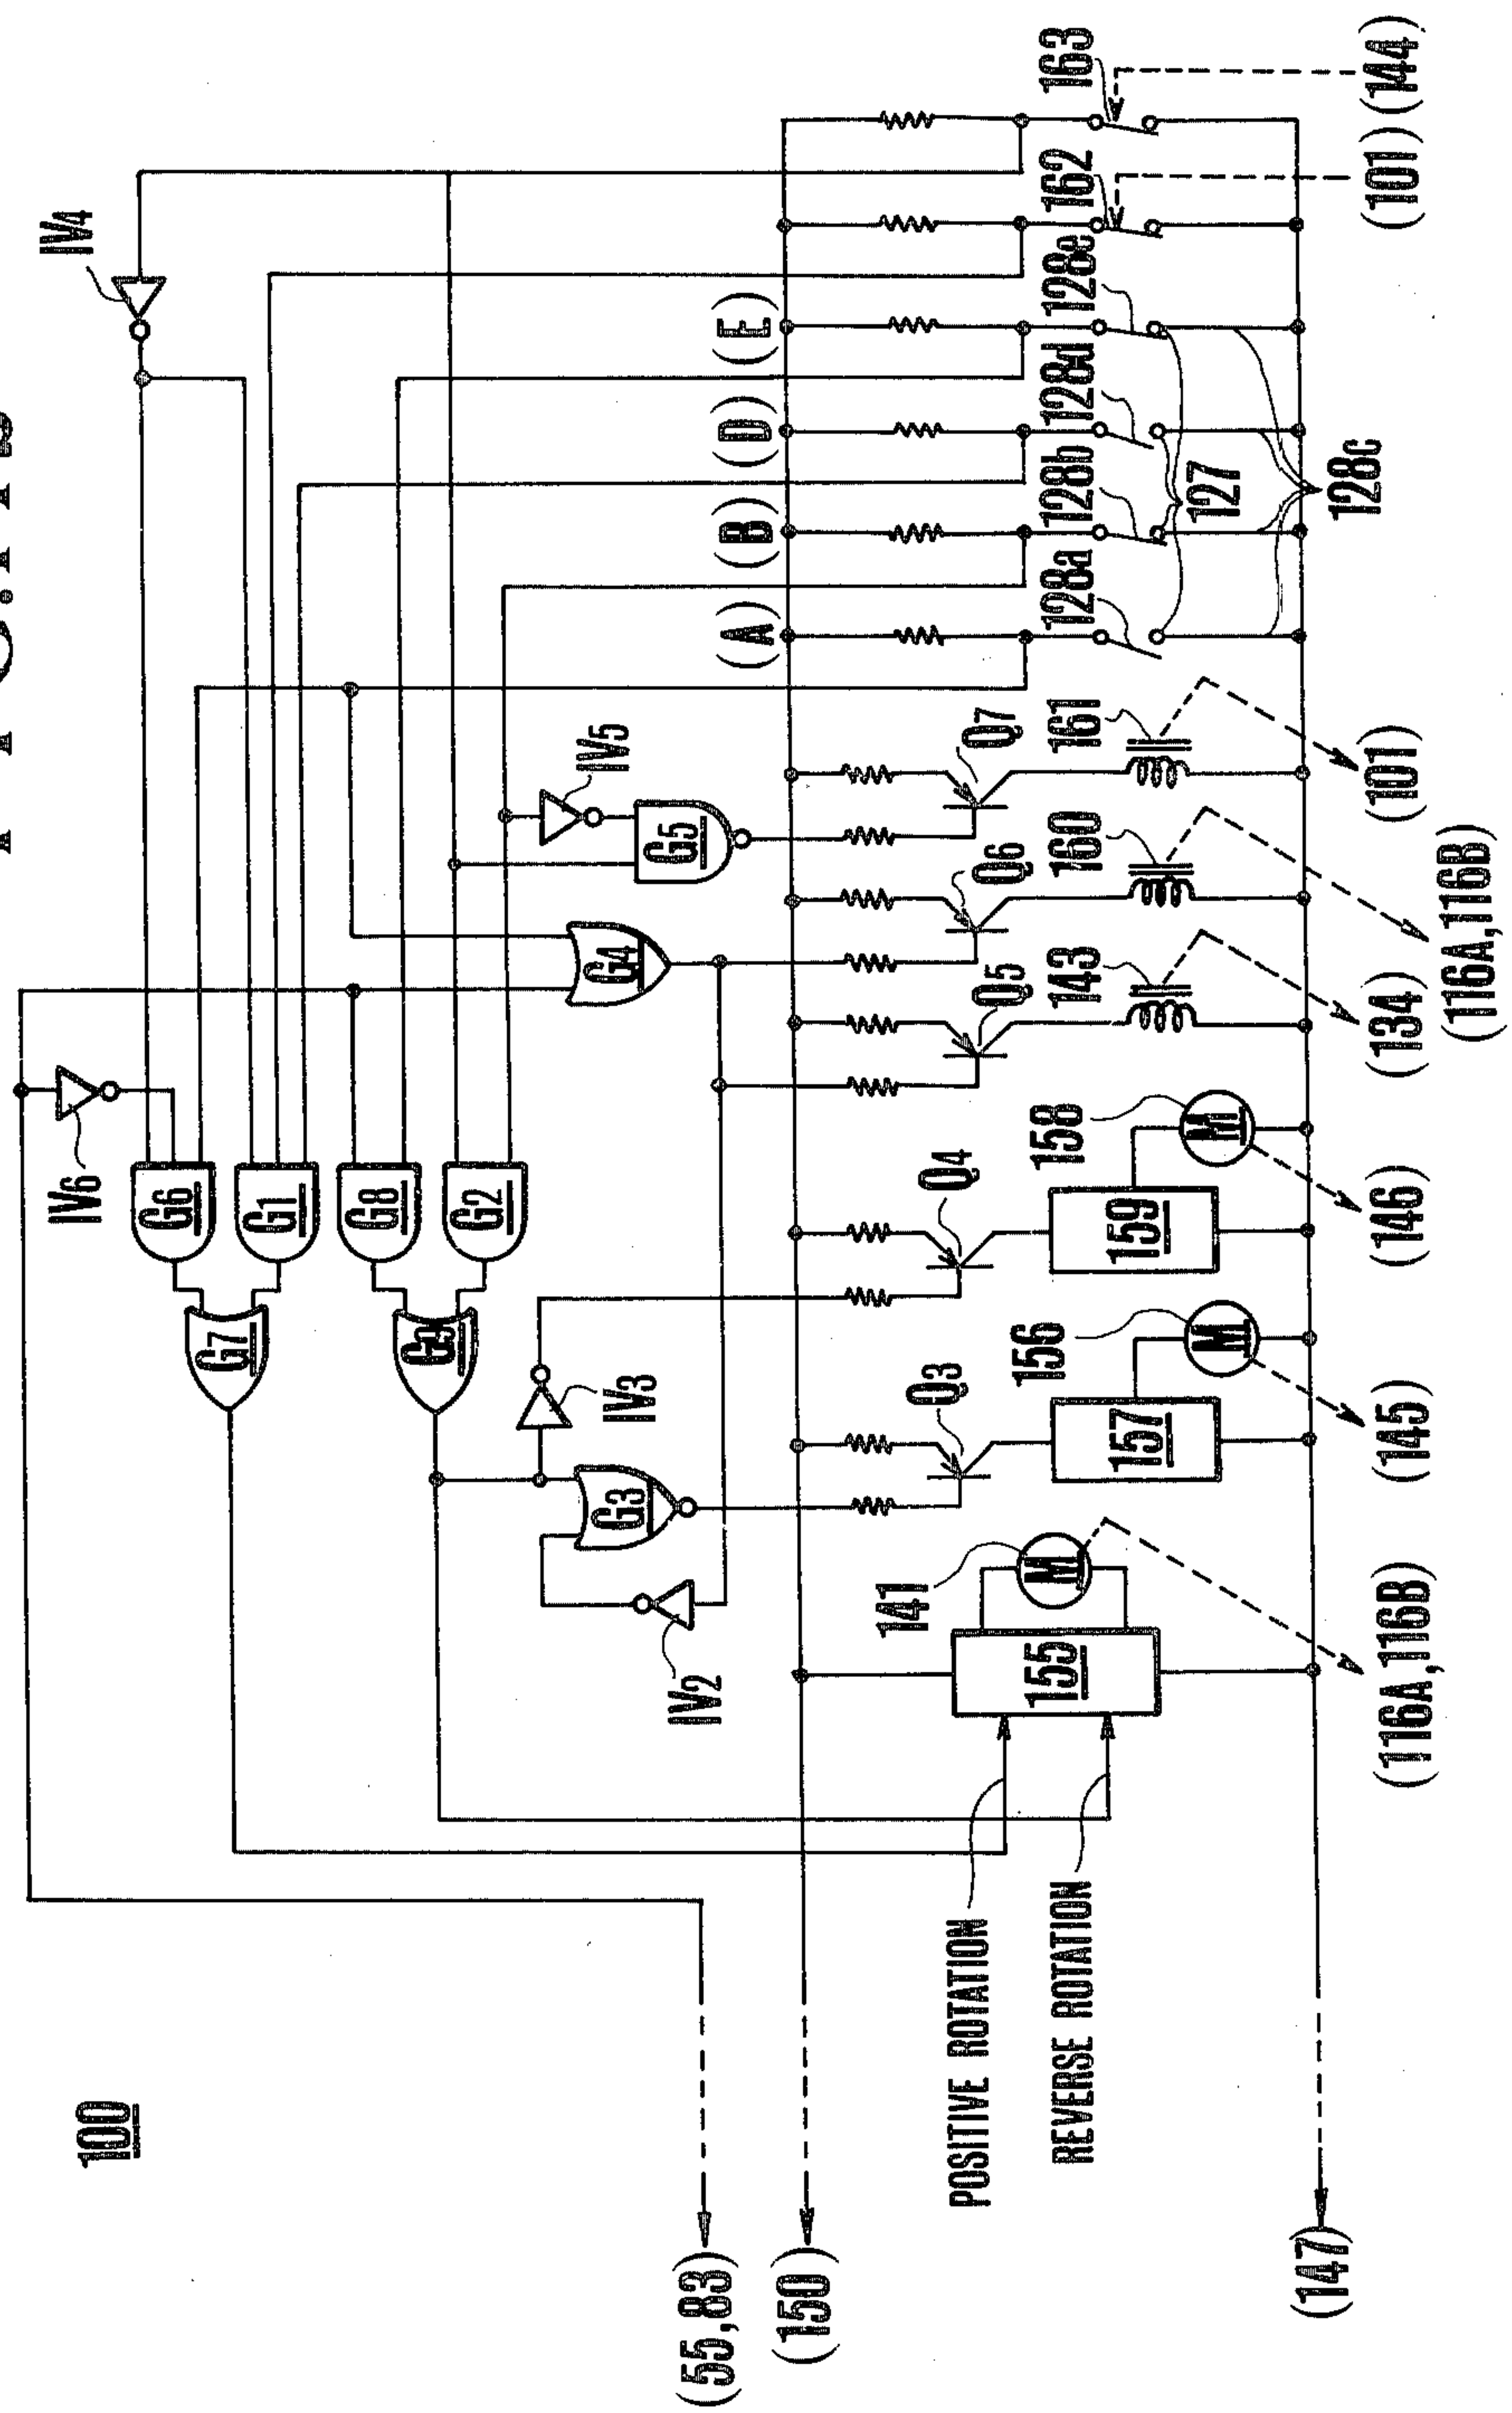 100
IV4
IV6
G6
G1
G8
G2
G7
G9
IV3
G3
IV2
G4
IV5
G5
(55,83)
(150)
(147)
POSITIVE ROTATION
REVERSE ROTATION
155
141
M
(116A,116B)
Q3
157
156
M
(145)
Q4
159
158
M
(146)
Q5
143
(134)
Q6
160
(116A,116B)
Q7
161
(101)
(A)
(B)
(D)
(E)
128a
128b
128d
128e
127
128c
162
163
(101)
(144)